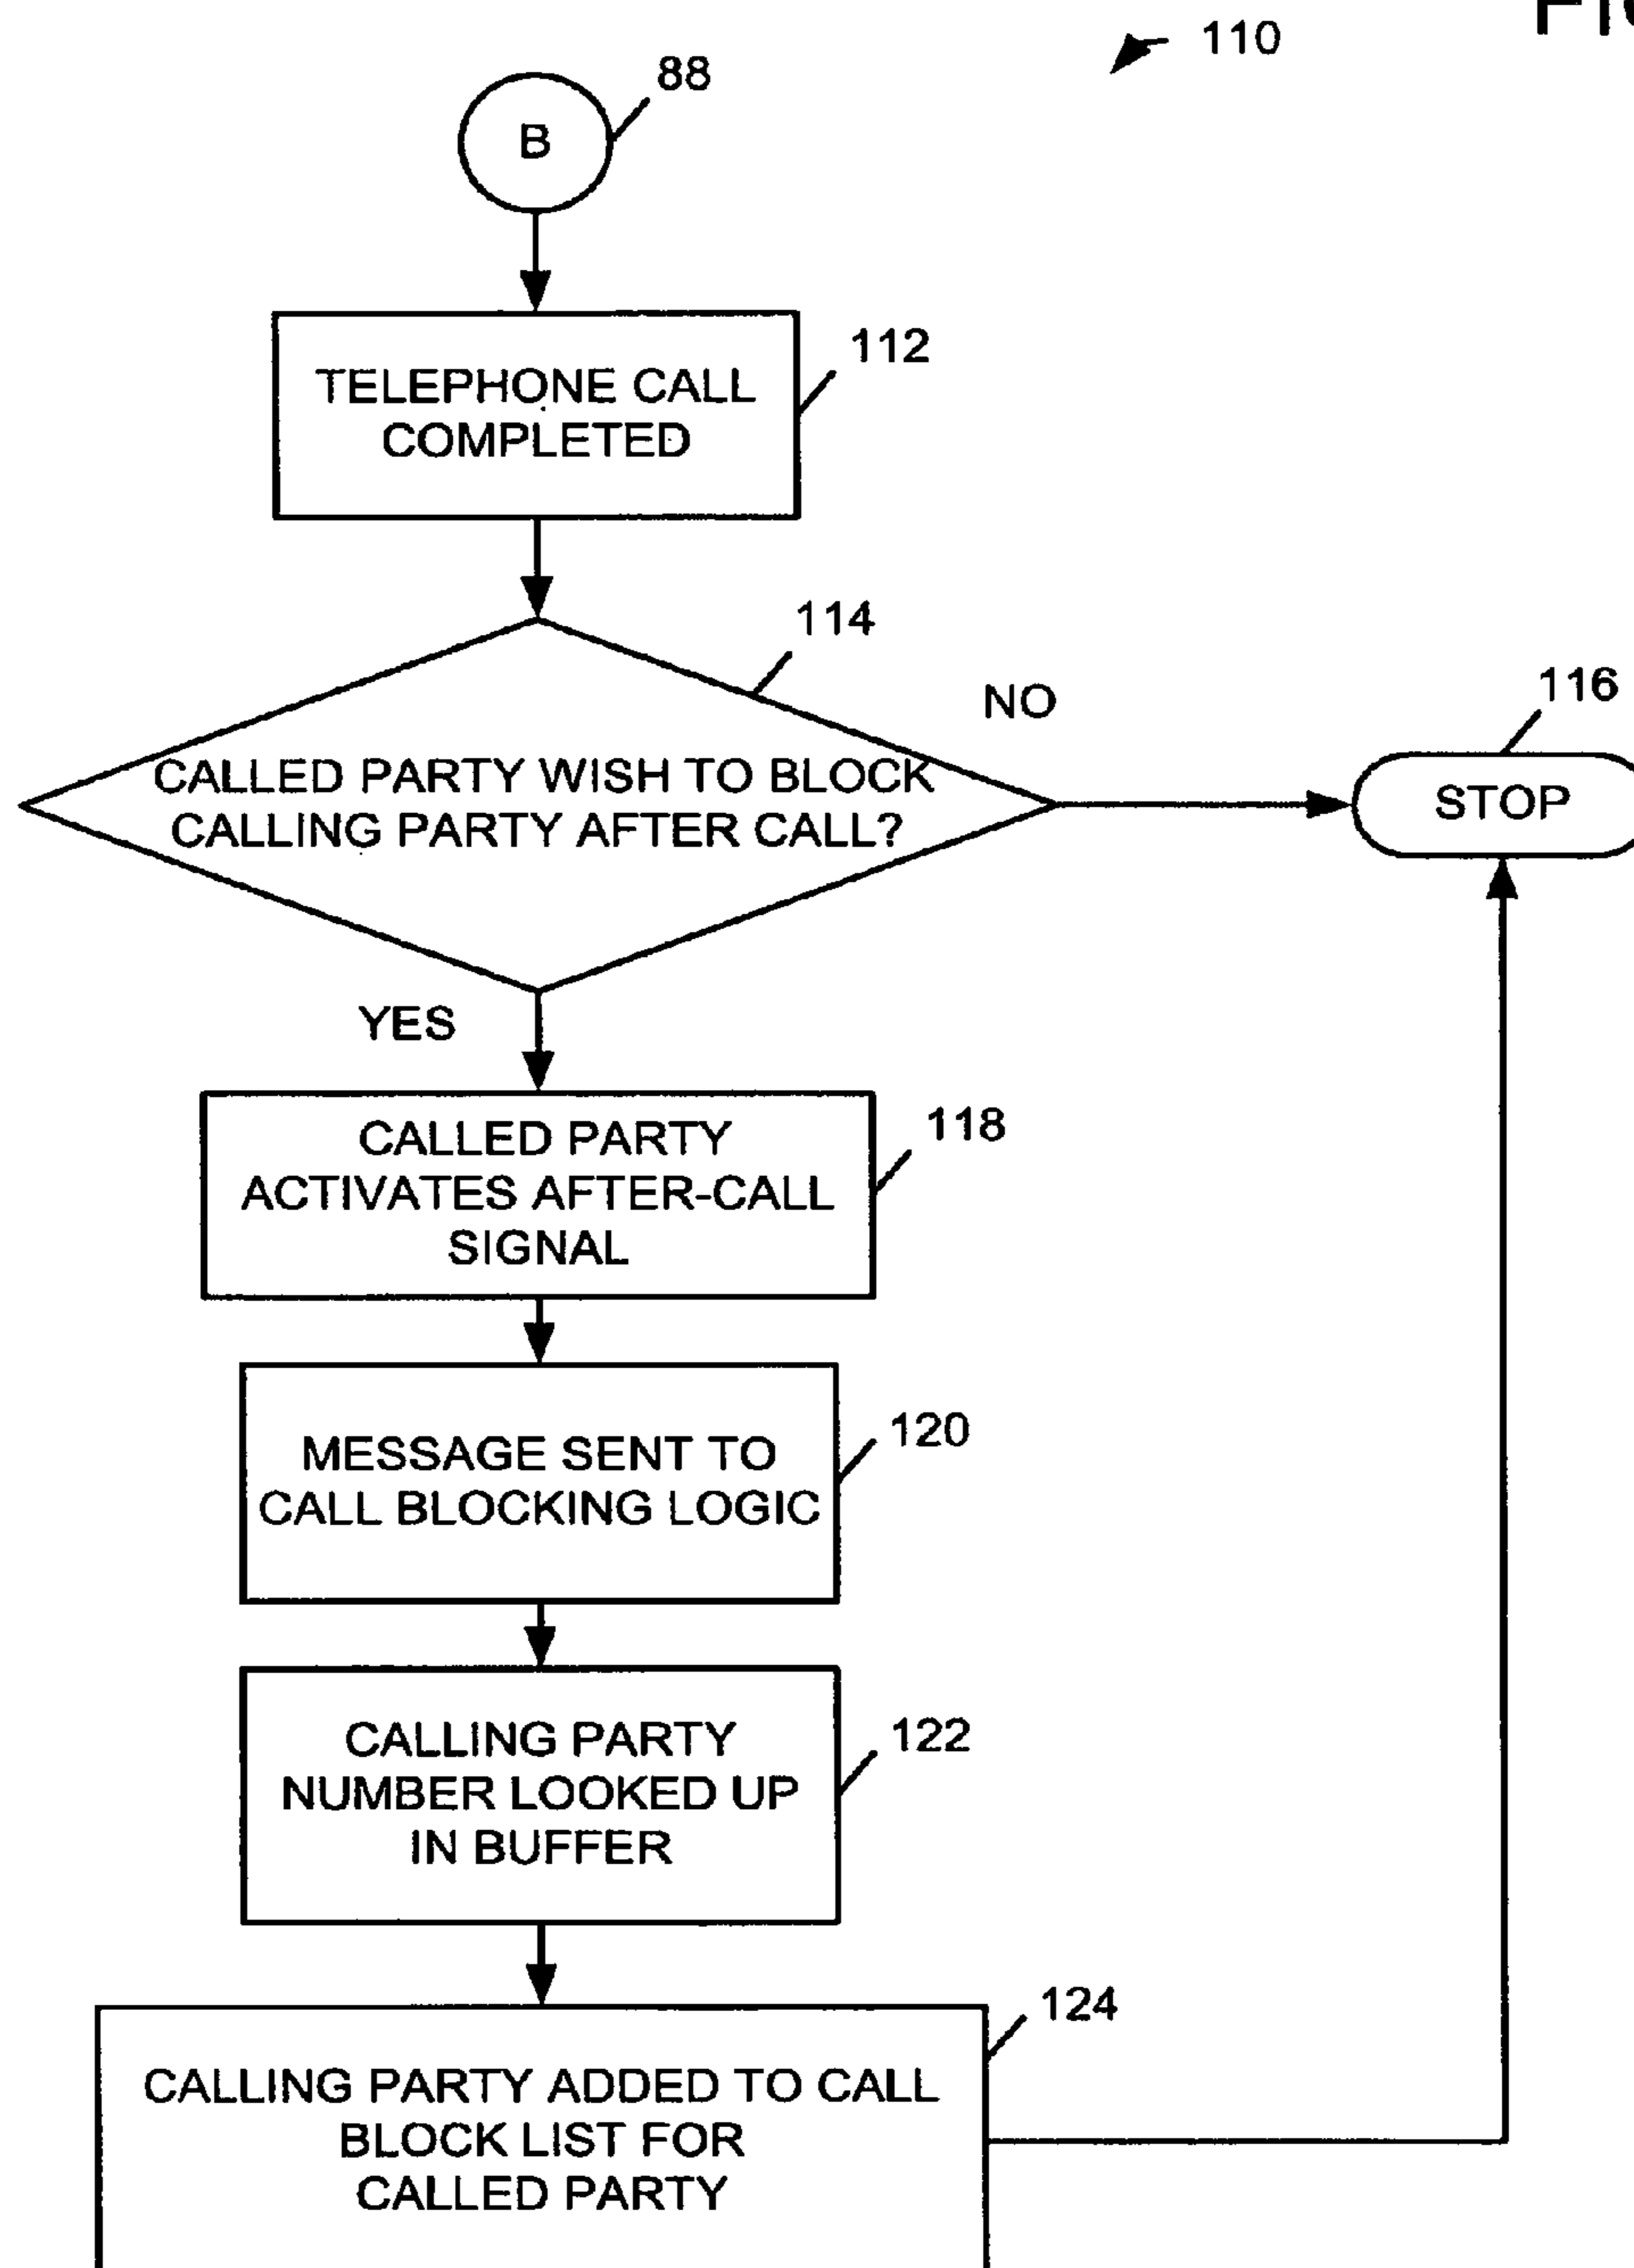 110
88
B
112
TELEPHONE CALL
COMPLETED
114
NO
116
CALLED PARTY WISH TO BLOCK
CALLING PARTY AFTER CALL?
STOP
YES
118
CALLED PARTY
ACTIVATES AFTER-CALL
SIGNAL
120
MESSAGE SENT TO
CALL BLOCKING LOGIC
122
CALLING PARTY
NUMBER LOOKED UP
IN BUFFER
124
CALLING PARTY ADDED TO CALL
BLOCK LIST FOR
CALLED PARTY